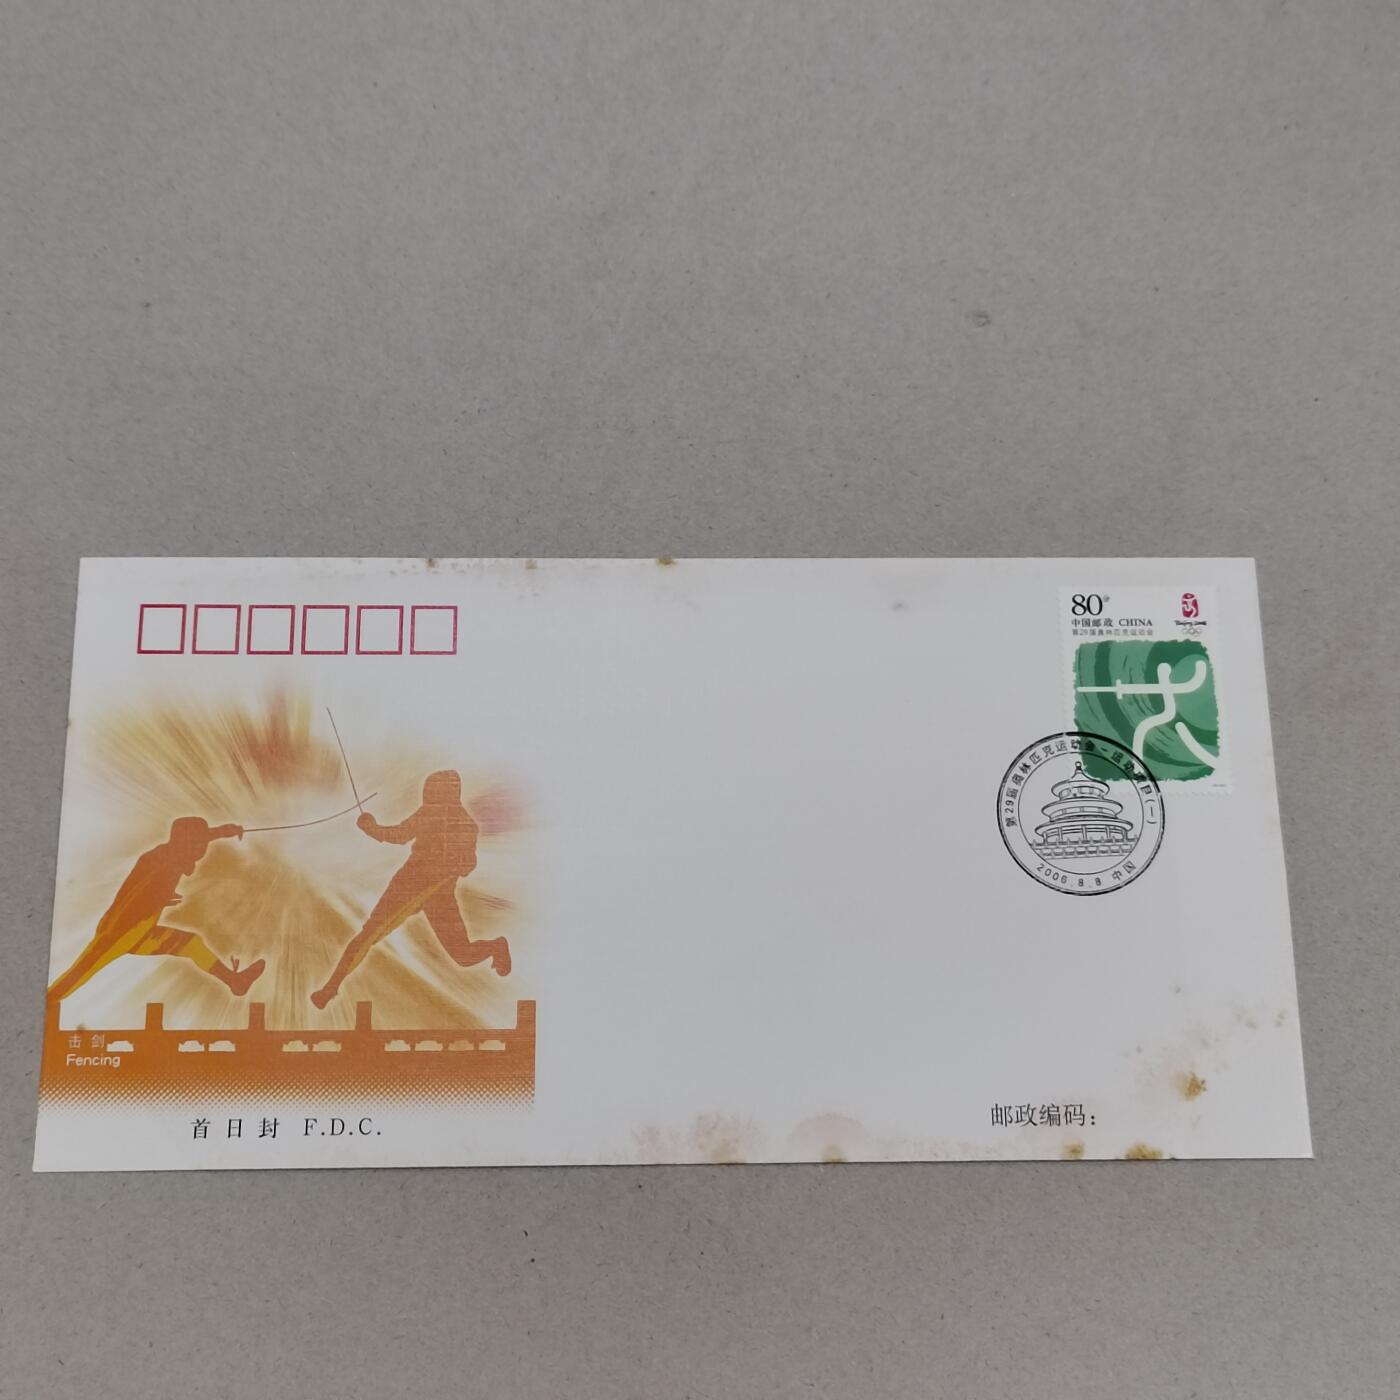 80分
中国邮政 CHINA
第29届奥林匹克运动会
Beijing 2008
第29届奥林匹克运动会-运动项目(一)
2006.8.8 中国
击剑
Fencing
首日封 F.D.C.
邮政编码：